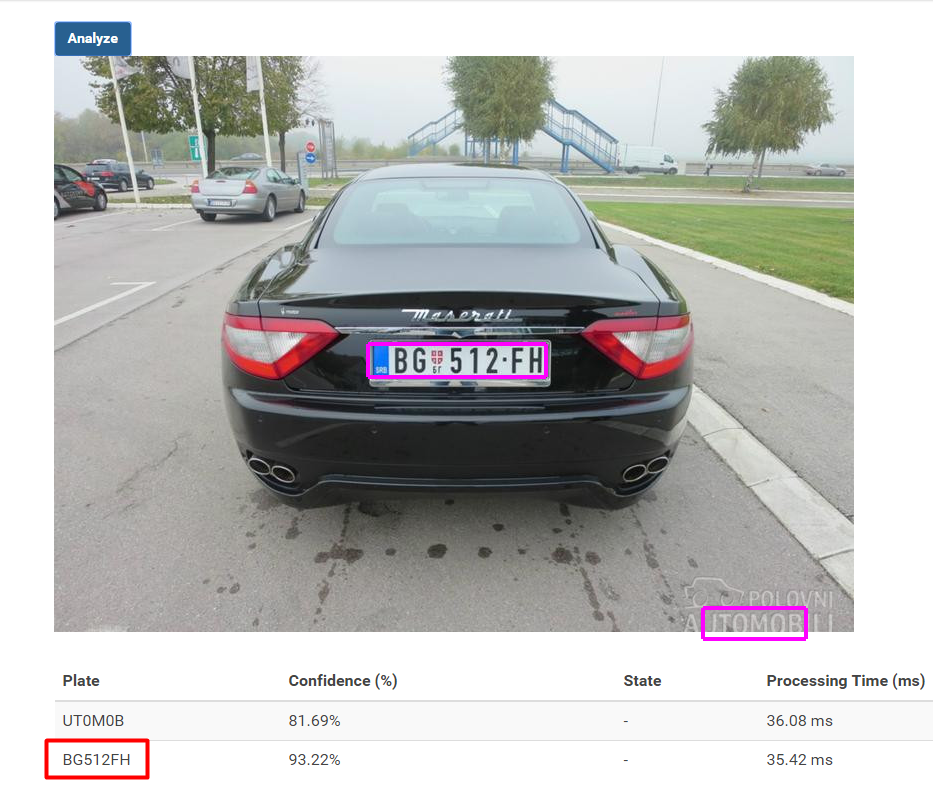 Analyze
Maserati
SRB BG БГ 512-FH
POLOVNI
AUTOMOBILI
Plate Confidence (%) State Processing Time (ms)
UT0M0B 81.69% - 36.08 ms
BG512FH 93.22% - 35.42 ms